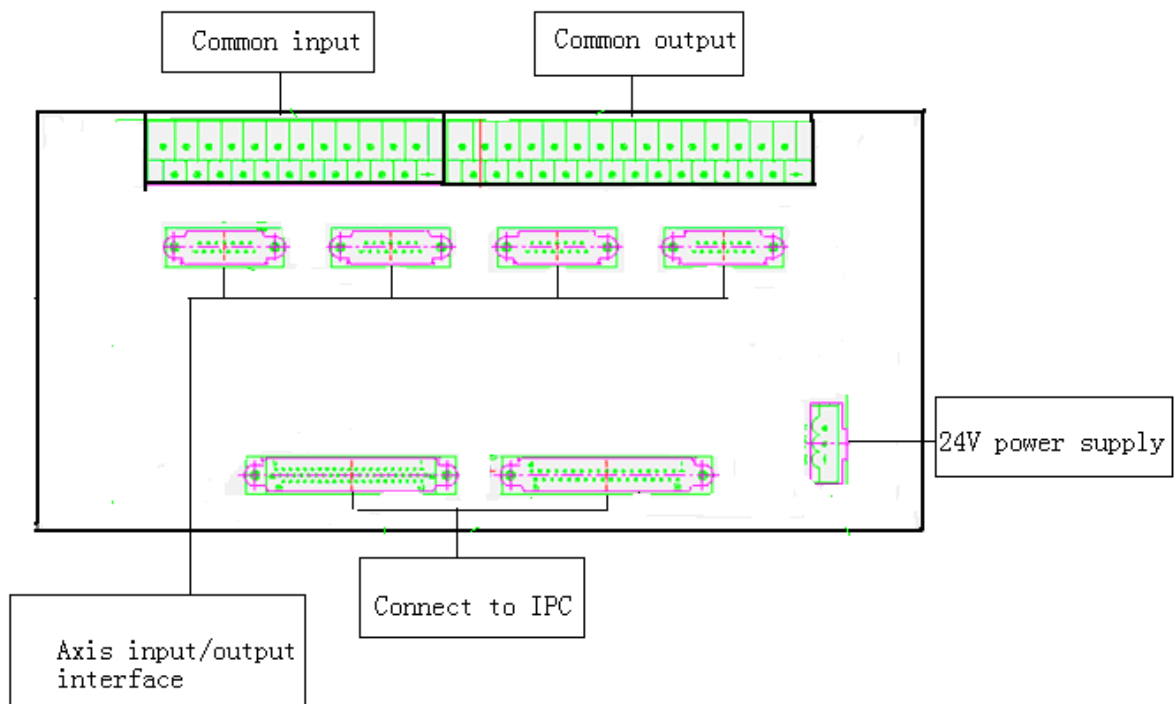 Common input
Common output
24V power supply
Connect to IPC
Axis input/output
interface